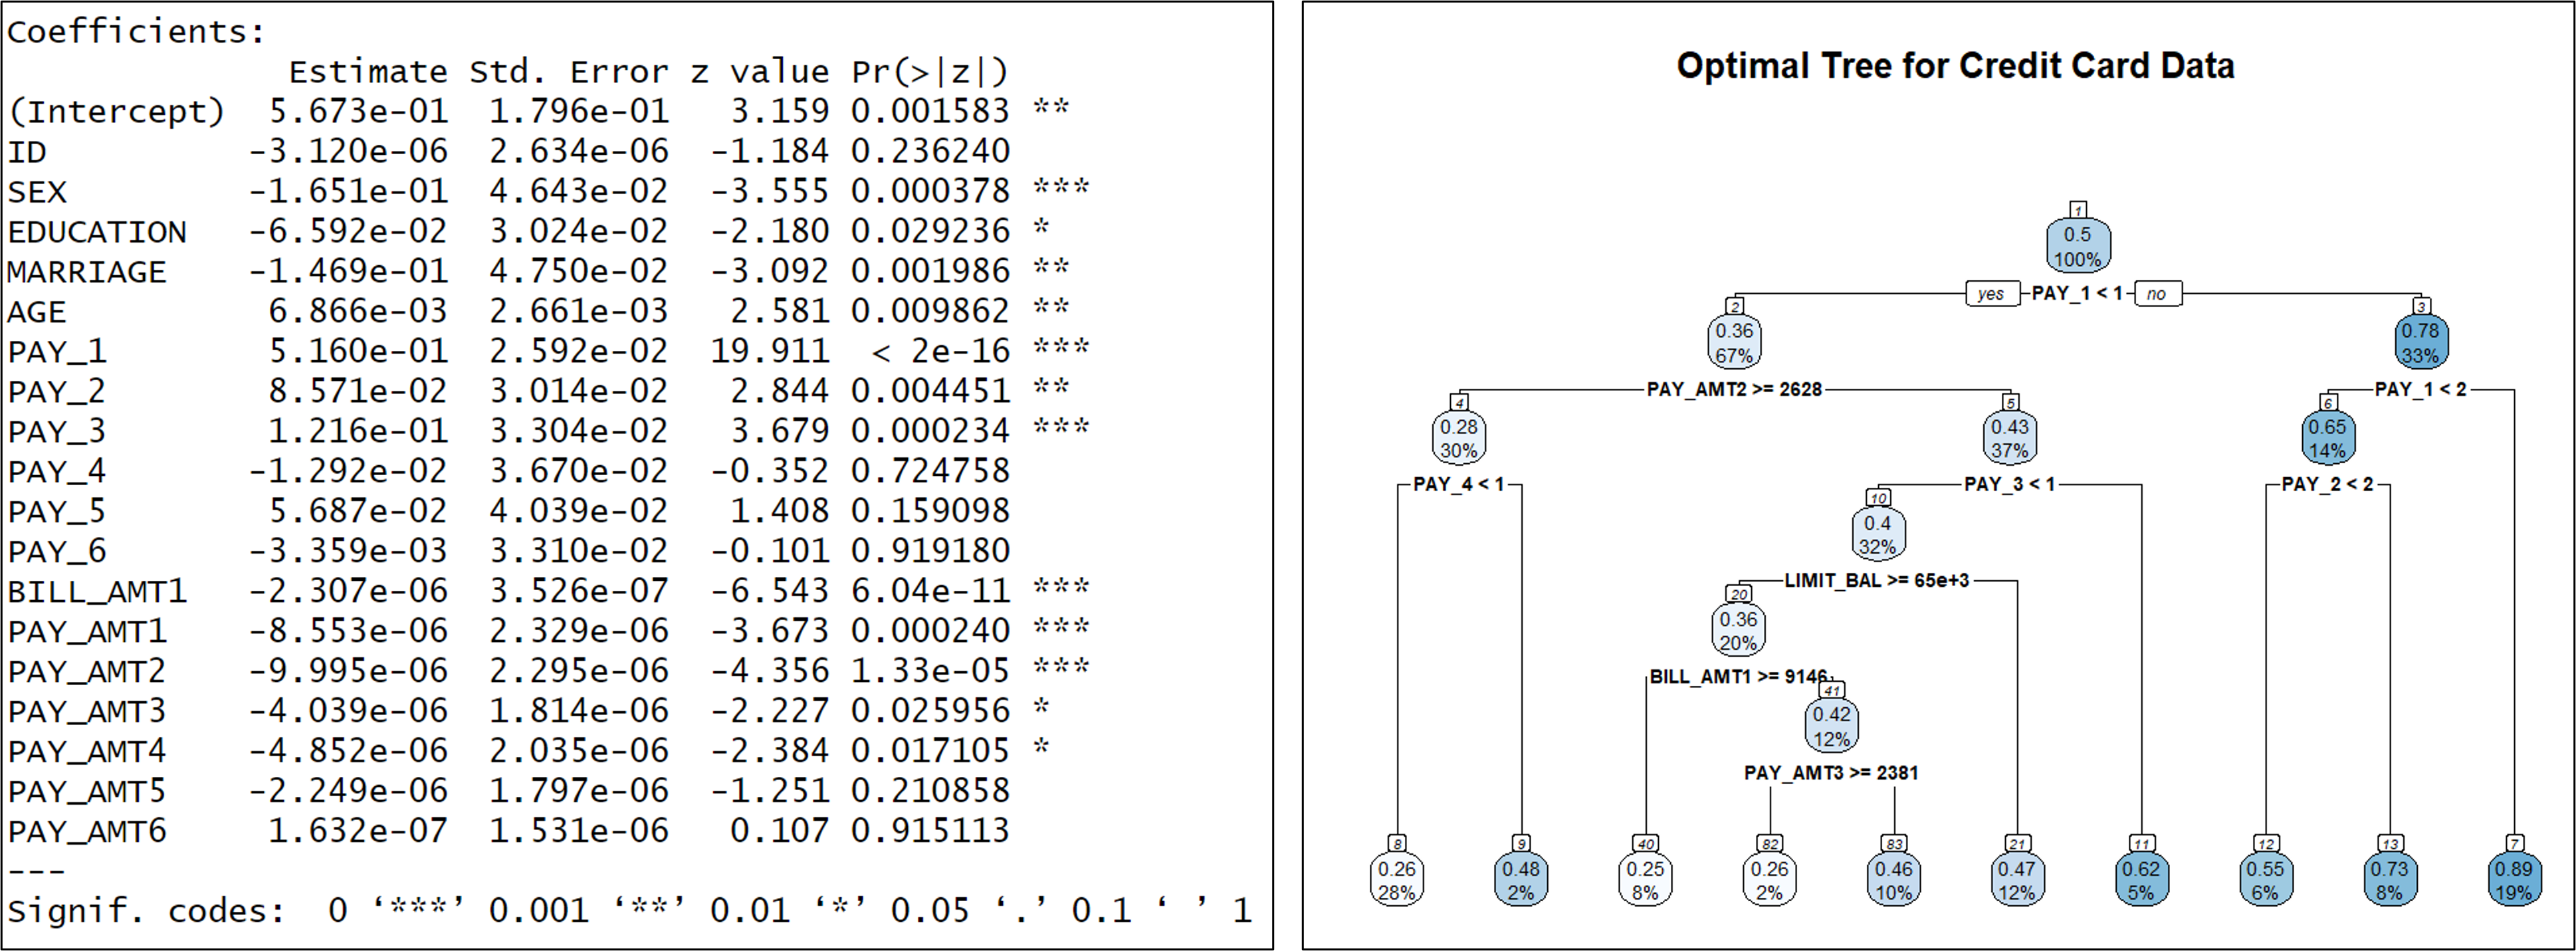 Coefficients:
Estimate Std. Error z value Pr(>|z|)
(Intercept) 5.673e-01 1.796e-01 3.159 0.001583 **
ID -3.120e-06 2.634e-06 -1.184 0.236240
SEX -1.651e-01 4.643e-02 -3.555 0.000378 ***
EDUCATION -6.592e-02 3.024e-02 -2.180 0.029236 *
MARRIAGE -1.469e-01 4.750e-02 -3.092 0.001986 **
AGE 6.866e-03 2.661e-03 2.581 0.009862 **
PAY_1 5.160e-01 2.592e-02 19.911 < 2e-16 ***
PAY_2 8.571e-02 3.014e-02 2.844 0.004451 **
PAY_3 1.216e-01 3.304e-02 3.679 0.000234 ***
PAY_4 -1.292e-02 3.670e-02 -0.352 0.724758
PAY_5 5.687e-02 4.039e-02 1.408 0.159098
PAY_6 -3.359e-03 3.310e-02 -0.101 0.919180
BILL_AMT1 -2.307e-06 3.526e-07 -6.543 6.04e-11 ***
PAY_AMT1 -8.553e-06 2.329e-06 -3.673 0.000240 ***
PAY_AMT2 -9.995e-06 2.295e-06 -4.356 1.33e-05 ***
PAY_AMT3 -4.039e-06 1.814e-06 -2.227 0.025956 *
PAY_AMT4 -4.852e-06 2.035e-06 -2.384 0.017105 *
PAY_AMT5 -2.249e-06 1.797e-06 -1.251 0.210858
PAY_AMT6 1.632e-07 1.531e-06 0.107 0.915113
---
Signif. codes: 0 ‘***’ 0.001 ‘**’ 0.01 ‘*’ 0.05 ‘.’ 0.1 ‘ ’ 1
Optimal Tree for Credit Card Data
1
0.5
100%
yes PAY_1 < 1 no
2 3
0.36 0.78
67% 33%
PAY_AMT2 >= 2628 PAY_1 < 2
4 5 6
0.28 0.43 0.65
30% 37% 14%
PAY_4 < 1 PAY_3 < 1 PAY_2 < 2
10
0.4
32%
LIMIT_BAL >= 65e+3
20
0.36
20%
BILL_AMT1 >= 9146
41
0.42
12%
PAY_AMT3 >= 2381
8 9 40 82 83 21 11 12 13 7
0.26 0.48 0.25 0.26 0.46 0.47 0.62 0.55 0.73 0.89
28% 2% 8% 2% 10% 12% 5% 6% 8% 19%